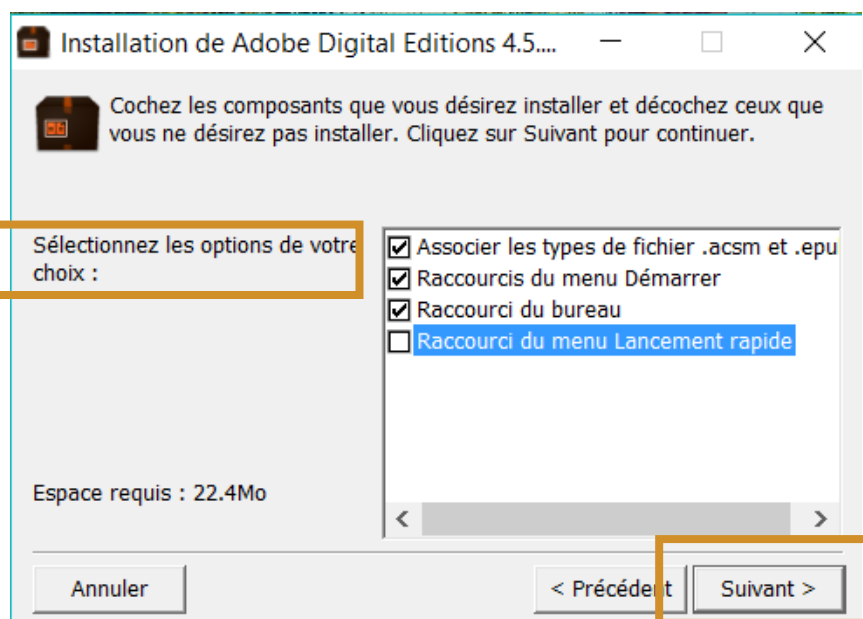 Installation de Adobe Digital Editions 4.5....
Cochez les composants que vous désirez installer et décochez ceux que
vous ne désirez pas installer. Cliquez sur Suivant pour continuer.
Sélectionnez les options de votre
choix :
Associer les types de fichier .acsm et .epu
Raccourcis du menu Démarrer
Raccourci du bureau
Raccourci du menu Lancement rapide
Espace requis : 22.4Mo
Annuler
< Précédent
Suivant >